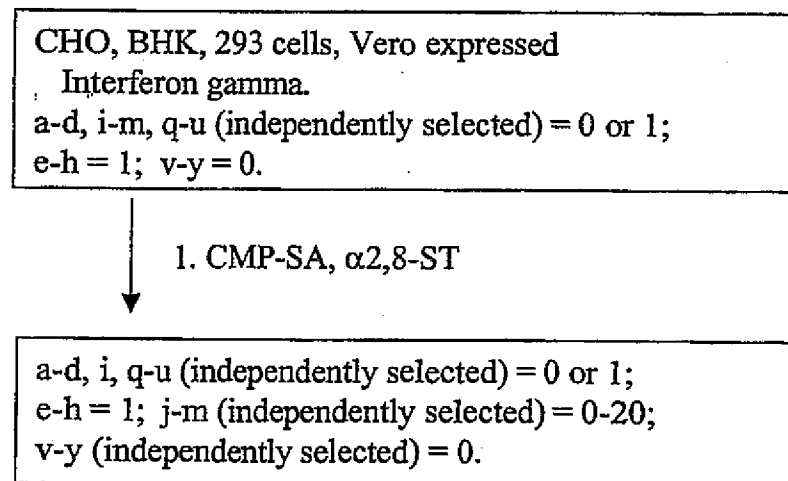 CHO, BHK, 293 cells, Vero expressed
Interferon gamma.
a-d, i-m, q-u (independently selected) = 0 or 1;
e-h = 1; v-y = 0.
1. CMP-SA, α2,8-ST
a-d, i, q-u (independently selected) = 0 or 1;
e-h = 1; j-m (independently selected) = 0-20;
v-y (independently selected) = 0.